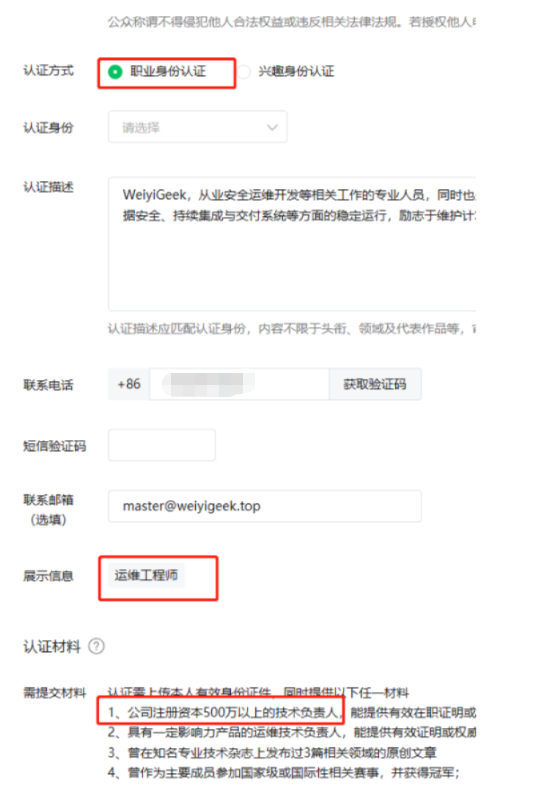 公众称谓不得侵犯他人合法权益或违反相关法律法规。若授权他人
认证方式
职业身份认证
兴趣身份认证
认证身份
请选择
认证描述
WeiyiGeek，从业安全运维开发等相关工作的专业人员，同时也
据安全、持续集成与交付系统等方面的稳定运行，励志于维护计
认证描述应匹配认证身份，内容不限于头衔、领域及代表作品等，
联系电话
+86
获取验证码
短信验证码
联系邮箱
（选填）
master@weiyigeek.top
展示信息
运维工程师
认证材料 ?
需提交材料
认证需上传本人有效身份证件，同时提供以下任一材料
1、公司注册资本500万以上的技术负责人，能提供有效在职证明或
2、具有一定影响力产品的运维技术负责人，能提供有效证明或权威
3、曾在知名专业技术杂志上发布过3篇相关领域的原创文章
4、曾作为主要成员参加国家级或国际性相关赛事，并获得冠军；